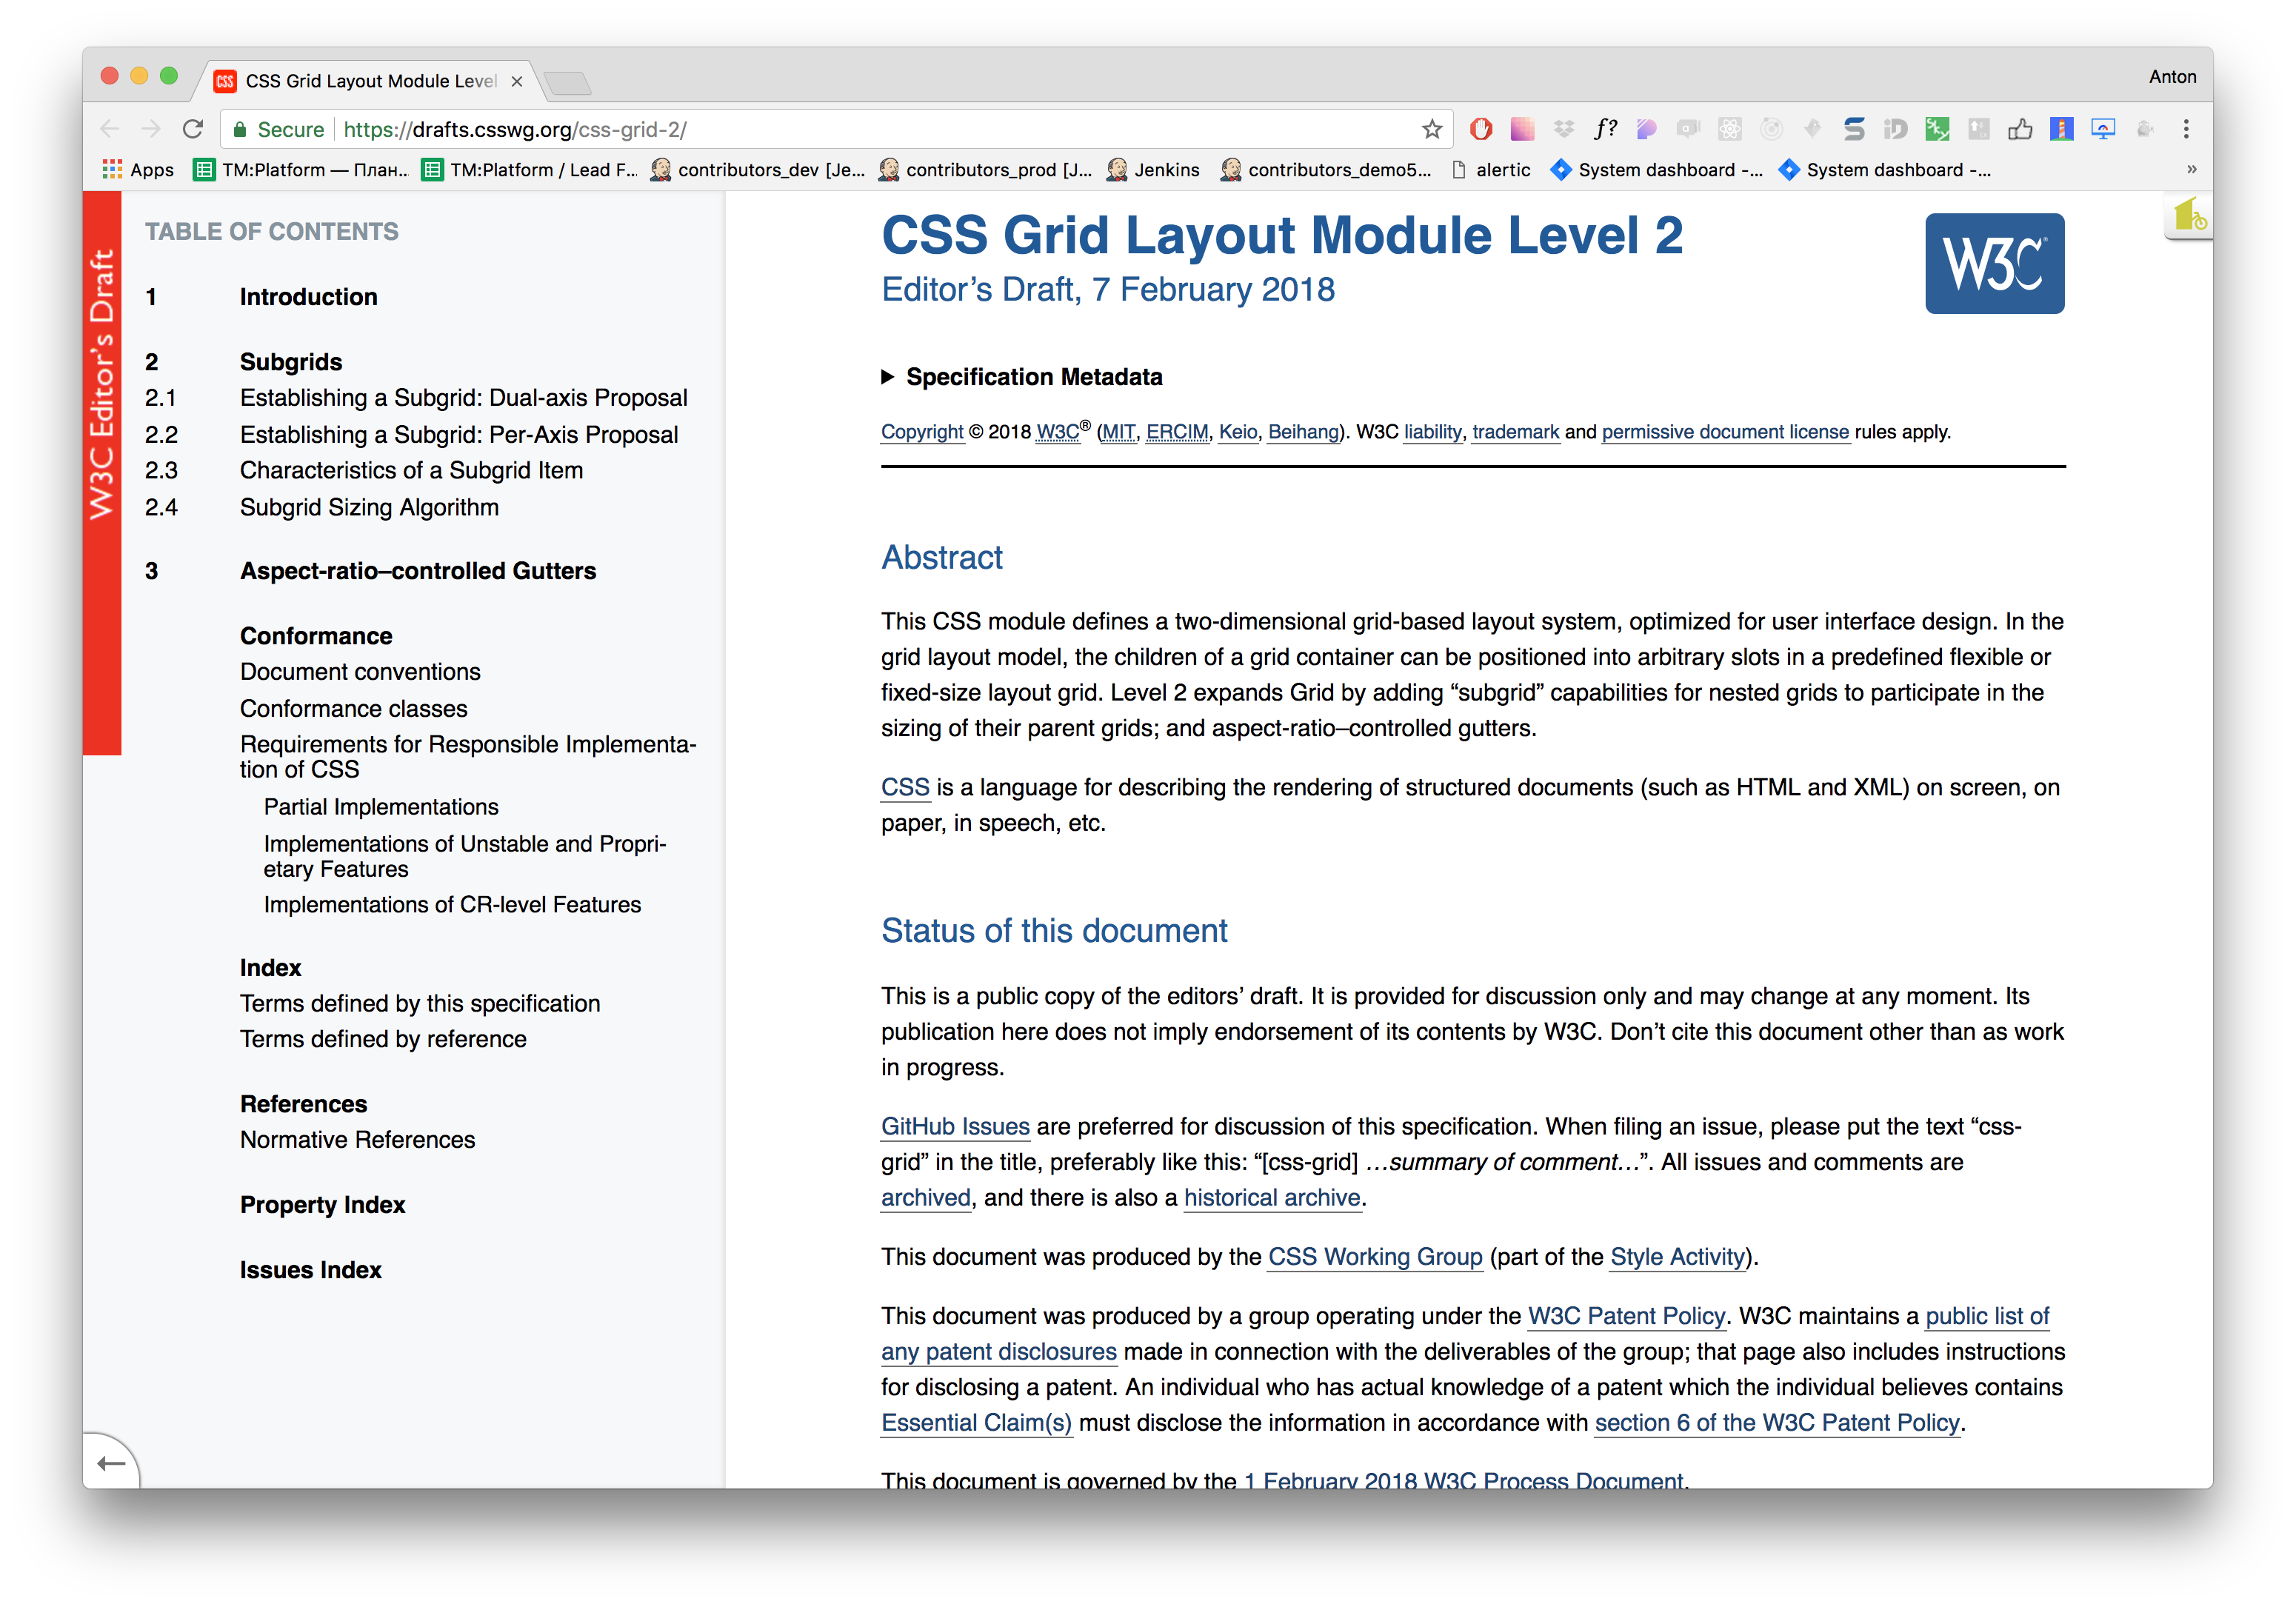 CSS Grid Layout Module Level
Anton
Secure
https://drafts.csswg.org/css-grid-2/
Apps
TM:Platform — План...
TM:Platform / Lead F...
contributors_dev [Je...
contributors_prod [J...
Jenkins
contributors_demo5...
alertic
System dashboard -...
System dashboard -...
»
W3C Editor's Draft
TABLE OF CONTENTS
1 Introduction
2 Subgrids
2.1 Establishing a Subgrid: Dual-axis Proposal
2.2 Establishing a Subgrid: Per-Axis Proposal
2.3 Characteristics of a Subgrid Item
2.4 Subgrid Sizing Algorithm
3 Aspect-ratio–controlled Gutters
Conformance
Document conventions
Conformance classes
Requirements for Responsible Implementa-
tion of CSS
Partial Implementations
Implementations of Unstable and Propri-
etary Features
Implementations of CR-level Features
Index
Terms defined by this specification
Terms defined by reference
References
Normative References
Property Index
Issues Index
CSS Grid Layout Module Level 2
Editor’s Draft, 7 February 2018
W3C
▶ Specification Metadata
Copyright © 2018 W3C® (MIT, ERCIM, Keio, Beihang). W3C liability, trademark and permissive document license rules apply.
Abstract
This CSS module defines a two-dimensional grid-based layout system, optimized for user interface design. In the
grid layout model, the children of a grid container can be positioned into arbitrary slots in a predefined flexible or
fixed-size layout grid. Level 2 expands Grid by adding “subgrid” capabilities for nested grids to participate in the
sizing of their parent grids; and aspect-ratio–controlled gutters.
CSS is a language for describing the rendering of structured documents (such as HTML and XML) on screen, on
paper, in speech, etc.
Status of this document
This is a public copy of the editors’ draft. It is provided for discussion only and may change at any moment. Its
publication here does not imply endorsement of its contents by W3C. Don’t cite this document other than as work
in progress.
GitHub Issues are preferred for discussion of this specification. When filing an issue, please put the text “css-
grid” in the title, preferably like this: “[css-grid] …summary of comment…”. All issues and comments are
archived, and there is also a historical archive.
This document was produced by the CSS Working Group (part of the Style Activity).
This document was produced by a group operating under the W3C Patent Policy. W3C maintains a public list of
any patent disclosures made in connection with the deliverables of the group; that page also includes instructions
for disclosing a patent. An individual who has actual knowledge of a patent which the individual believes contains
Essential Claim(s) must disclose the information in accordance with section 6 of the W3C Patent Policy.
This document is governed by the 1 February 2018 W3C Process Document.